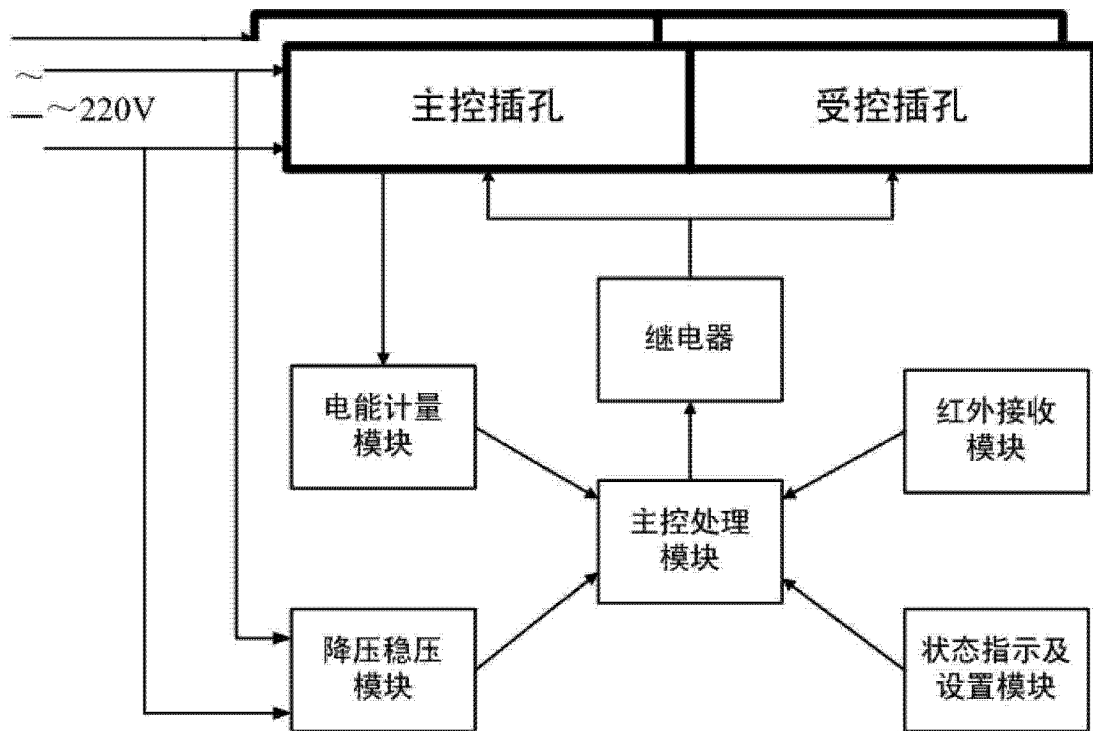 ～
～220V
主控插孔
受控插孔
继电器
电能计量
模块
红外接收
模块
主控处理
模块
降压稳压
模块
状态指示及
设置模块